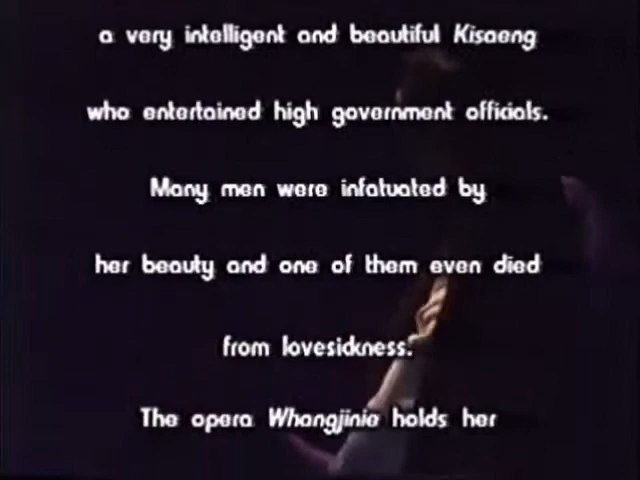 a very intelligent and beautiful Kisaeng
who entertained high government officials.
Many men were infatuated by
her beauty and one of them even died
from lovesickness.
The opera Whangjinie holds her